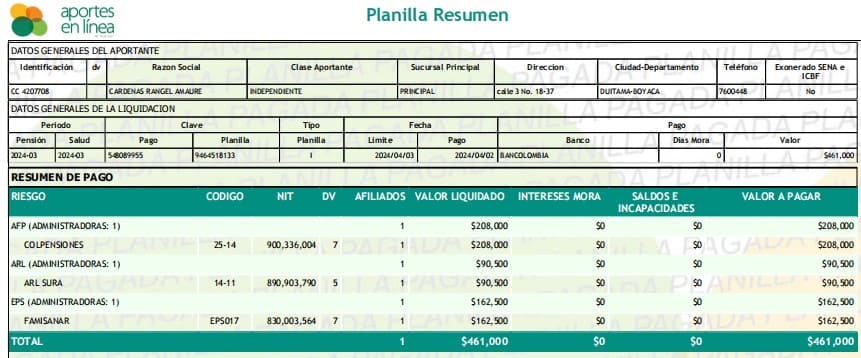 aportes
en línea
Planilla Resumen
DATOS GENERALES DEL APORTANTE
Identificación dv Razon Social Clase Aportante Sucursal Principal Direccion Ciudad-Departamento Teléfono Exonerado SENA e ICBF
CC 4207708 CARDENAS RANGEL AMAURE INDEPENDIENTE PRINCIPAL calle 3 No. 18-37 DUITAMA-BOYACA 7600448 No
DATOS GENERALES DE LA LIQUIDACION
Periodo Clave Tipo Fecha Pago
Pensión Salud Pago Planilla Planilla Limite Pago Banco Dias Mora Valor
2024-03 2024-03 548089955 9464518133 I 2024/04/03 2024/04/02 BANCOLOMBIA 0 $461,000
RESUMEN DE PAGO
RIESGO CODIGO NIT DV AFILIADOS VALOR LIQUIDADO INTERESES MORA SALDOS E INCAPACIDADES VALOR A PAGAR
AFP (ADMINISTRADORAS: 1) 1 $208,000 $0 $0 $208,000
COLPENSIONES 25-14 900,336,004 7 1 $208,000 $0 $0 $208,000
ARL (ADMINISTRADORAS: 1) 1 $90,500 $0 $0 $90,500
ARL SURA 14-11 890,903,790 5 1 $90,500 $0 $0 $90,500
EPS (ADMINISTRADORAS: 1) 1 $162,500 $0 $0 $162,500
FAMISANAR EPS017 830,003,564 7 1 $162,500 $0 $0 $162,500
TOTAL 1 $461,000 $0 $0 $461,000
PLANILLA PAGADA